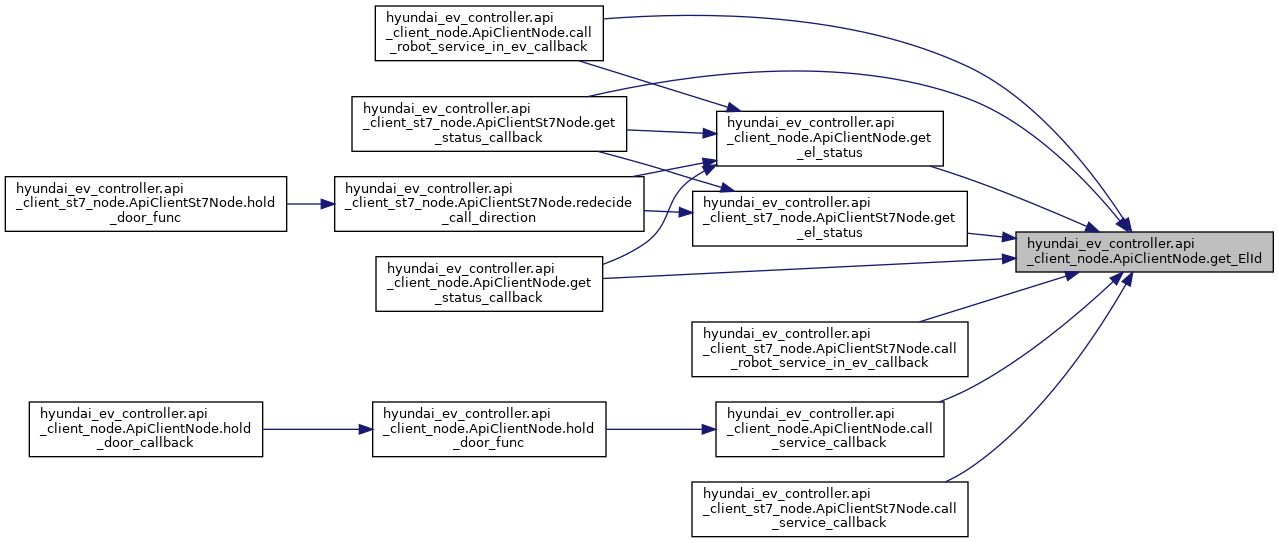 hyundai_ev_controller.api
_client_node.ApiClientNode.call
_robot_service_in_ev_callback
hyundai_ev_controller.api
_client_st7_node.ApiClientSt7Node.get
_status_callback
hyundai_ev_controller.api
_client_node.ApiClientNode.get
_el_status
hyundai_ev_controller.api
_client_st7_node.ApiClientSt7Node.hold
_door_func
hyundai_ev_controller.api
_client_st7_node.ApiClientSt7Node.redecide
_call_direction
hyundai_ev_controller.api
_client_st7_node.ApiClientSt7Node.get
_el_status
hyundai_ev_controller.api
_client_node.ApiClientNode.get_ElId
hyundai_ev_controller.api
_client_node.ApiClientNode.get
_status_callback
hyundai_ev_controller.api
_client_st7_node.ApiClientSt7Node.call
_robot_service_in_ev_callback
hyundai_ev_controller.api
_client_node.ApiClientNode.hold
_door_callback
hyundai_ev_controller.api
_client_node.ApiClientNode.hold
_door_func
hyundai_ev_controller.api
_client_node.ApiClientNode.call
_service_callback
hyundai_ev_controller.api
_client_st7_node.ApiClientSt7Node.call
_service_callback